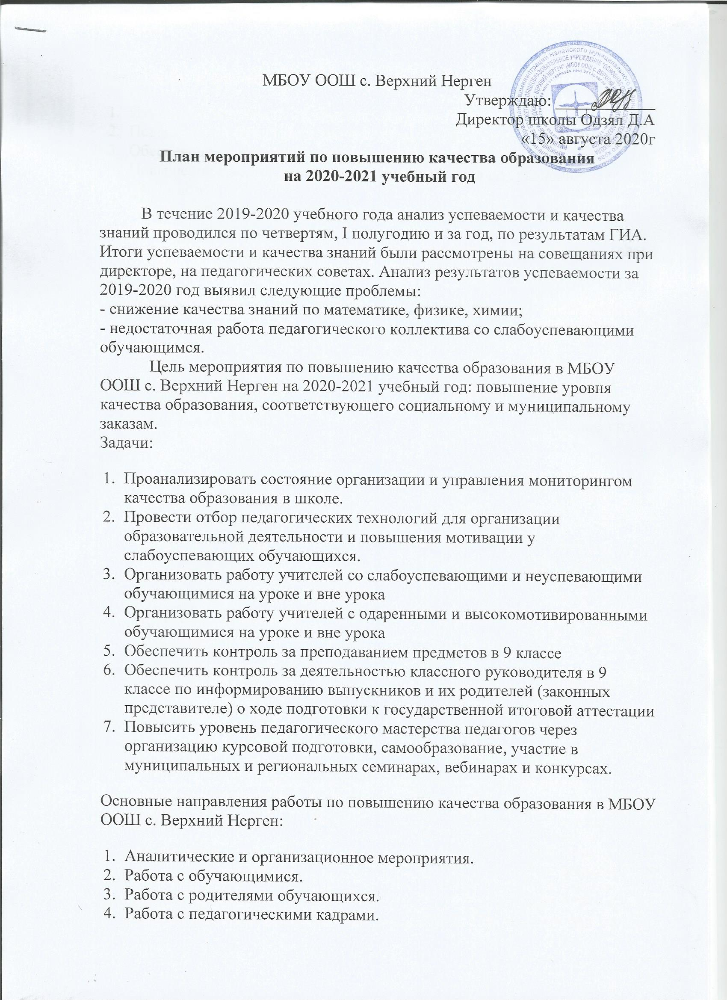 МБОУ ООШ с. Верхний Нерген
Утверждаю: ____________
Директор школы Одзял Д.А
«15» августа 2020г
План мероприятий по повышению качества образования
на 2020-2021 учебный год
В течение 2019-2020 учебного года анализ успеваемости и качества
знаний проводился по четвертям, I полугодию и за год, по результатам ГИА.
Итоги успеваемости и качества знаний были рассмотрены на совещаниях при
директоре, на педагогических советах. Анализ результатов успеваемости за
2019-2020 год выявил следующие проблемы:
- снижение качества знаний по математике, физике, химии;
- недостаточная работа педагогического коллектива со слабоуспевающими
обучающимся.
Цель мероприятия по повышению качества образования в МБОУ
ООШ с. Верхний Нерген на 2020-2021 учебный год: повышение уровня
качества образования, соответствующего социальному и муниципальному
заказам.
Задачи:
1. Проанализировать состояние организации и управления мониторингом
качества образования в школе.
2. Провести отбор педагогических технологий для организации
образовательной деятельности и повышения мотивации у
слабоуспевающих обучающихся.
3. Организовать работу учителей со слабоуспевающими и неуспевающими
обучающимися на уроке и вне урока
4. Организовать работу учителей с одаренными и высокомотивированными
обучающимися на уроке и вне урока
5. Обеспечить контроль за преподаванием предметов в 9 классе
6. Обеспечить контроль за деятельностью классного руководителя в 9
классе по информированию выпускников и их родителей (законных
представителе) о ходе подготовки к государственной итоговой аттестации
7. Повысить уровень педагогического мастерства педагогов через
организацию курсовой подготовки, самообразование, участие в
муниципальных и региональных семинарах, вебинарах и конкурсах.
Основные направления работы по повышению качества образования в МБОУ
ООШ с. Верхний Нерген:
1. Аналитические и организационное мероприятия.
2. Работа с обучающимися.
3. Работа с родителями обучающихся.
4. Работа с педагогическими кадрами.